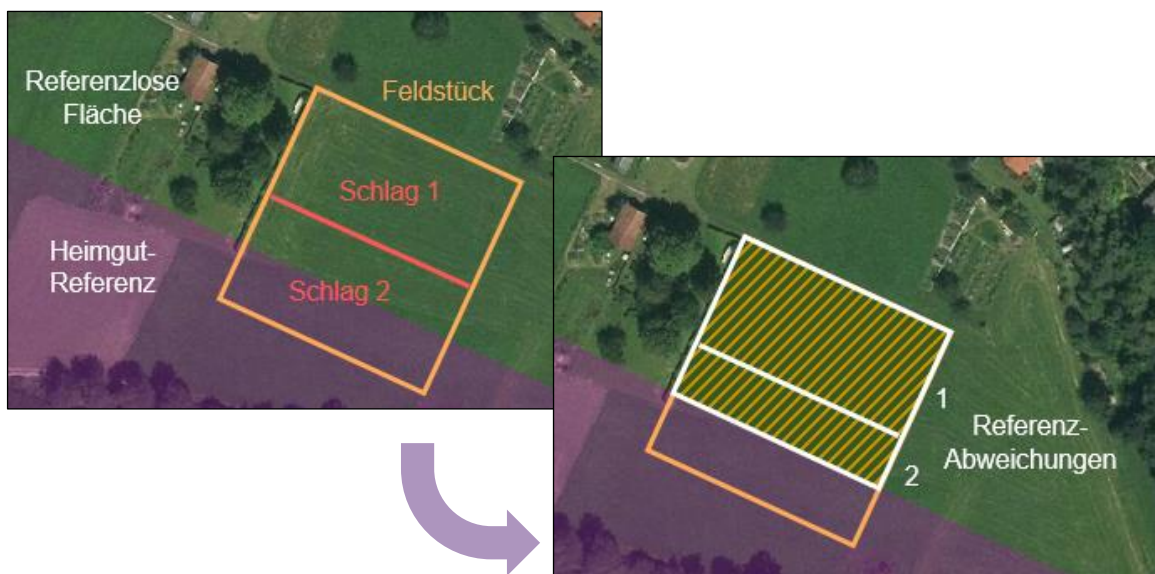 Referenzlose
Fläche
Feldstück
Schlag 1
Heimgut-
Referenz
Schlag 2
1
Referenz-
Abweichungen
2